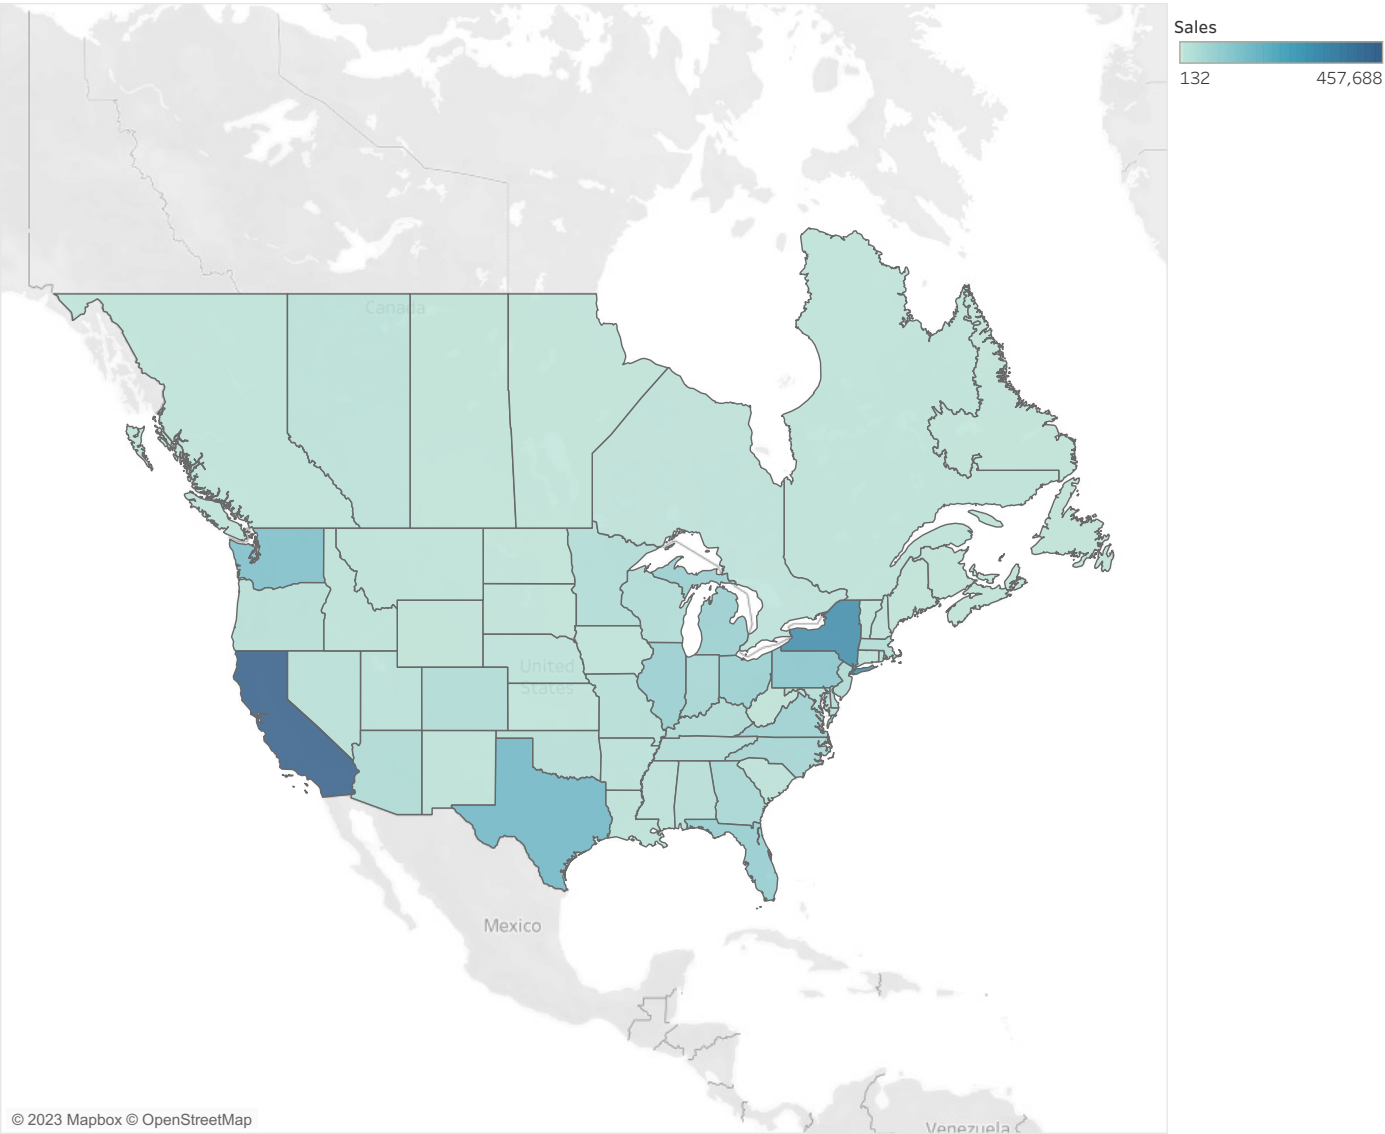 Sales
132 457,688
Canada
United
States
Mexico
Venezuela
© 2023 Mapbox © OpenStreetMap